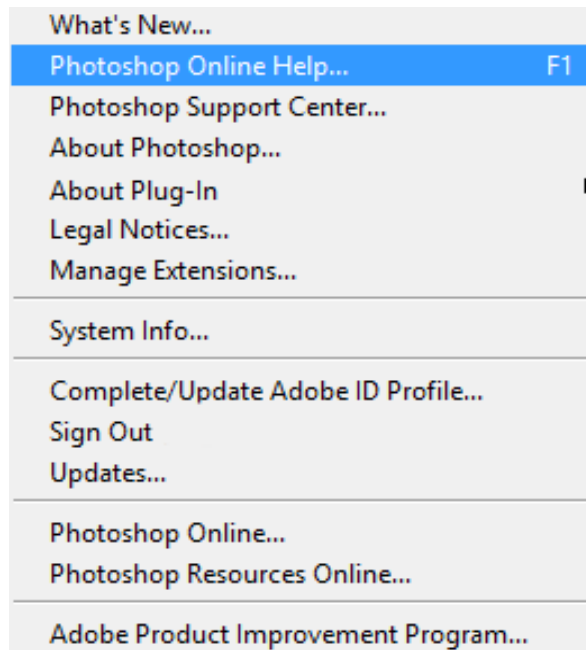 What's New...
Photoshop Online Help... F1
Photoshop Support Center...
About Photoshop...
About Plug-In
Legal Notices...
Manage Extensions...
System Info...
Complete/Update Adobe ID Profile...
Sign Out
Updates...
Photoshop Online...
Photoshop Resources Online...
Adobe Product Improvement Program...